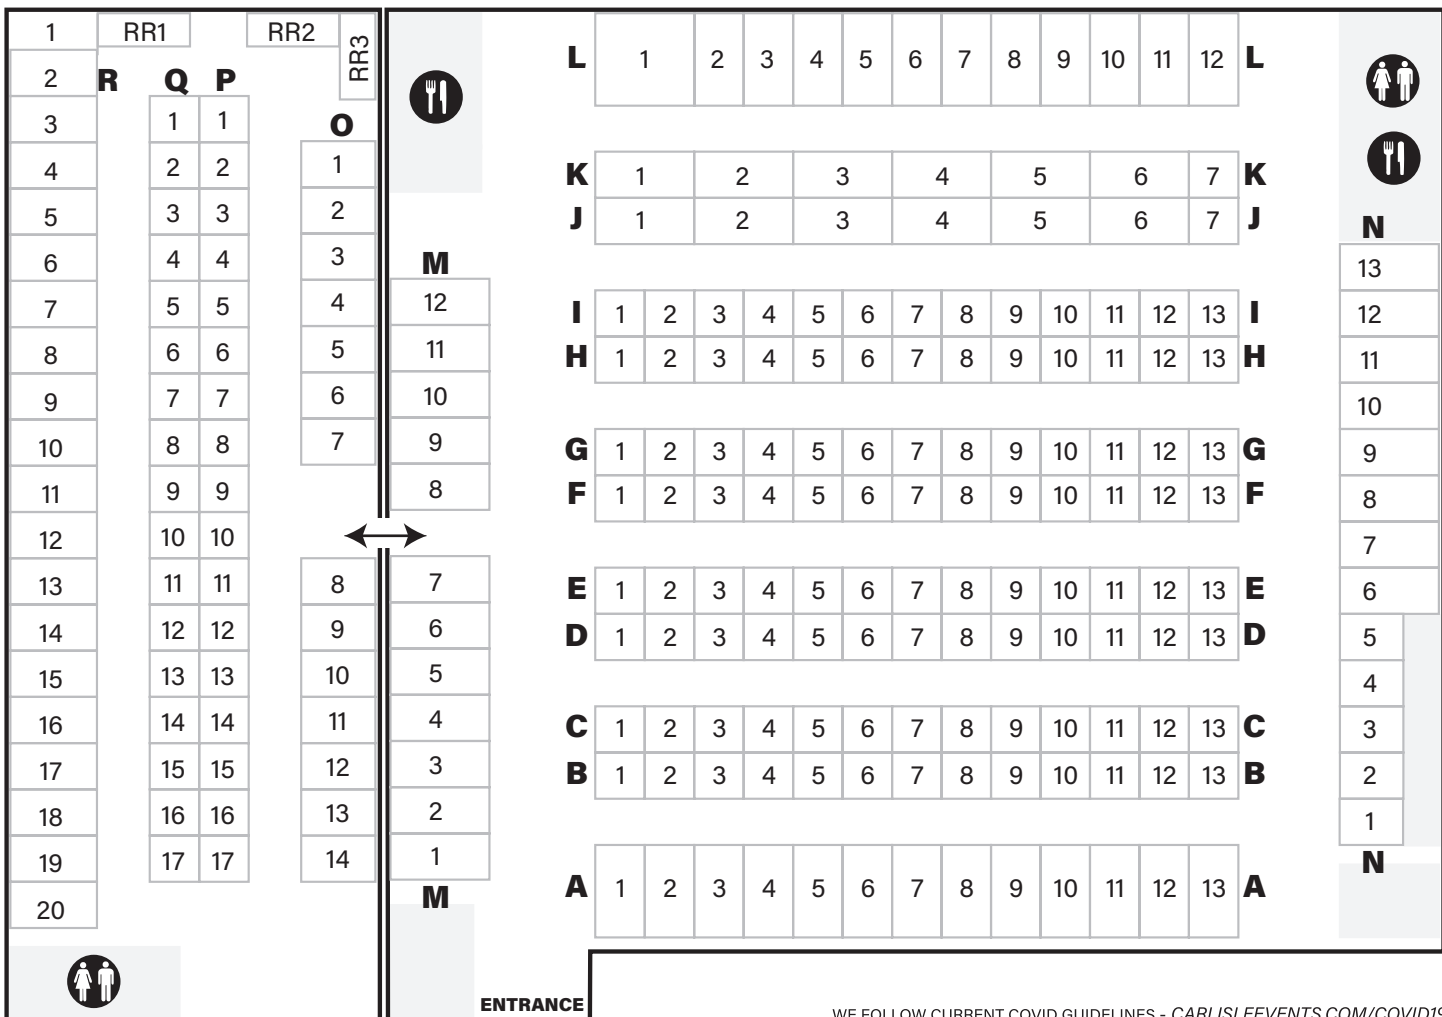 1 RR1 RR2 RR3
2 R Q P
3 1 1 O
4 2 2 1
5 3 3 2
6 4 4 3
7 5 5 4
8 6 6 5
9 7 7 6
10 8 8 7
11 9 9
12 10 10
13 11 11 8
14 12 12 9
15 13 13 10
16 14 14 11
17 15 15 12
18 16 16 13
19 17 17 14
20
M
12
11
10
9
8
7
6
5
4
3
2
1
M
L 1 2 3 4 5 6 7 8 9 10 11 12 L
K 1 2 3 4 5 6 7 K
J 1 2 3 4 5 6 7 J
I 1 2 3 4 5 6 7 8 9 10 11 12 13 I
H 1 2 3 4 5 6 7 8 9 10 11 12 13 H
G 1 2 3 4 5 6 7 8 9 10 11 12 13 G
F 1 2 3 4 5 6 7 8 9 10 11 12 13 F
E 1 2 3 4 5 6 7 8 9 10 11 12 13 E
D 1 2 3 4 5 6 7 8 9 10 11 12 13 D
C 1 2 3 4 5 6 7 8 9 10 11 12 13 C
B 1 2 3 4 5 6 7 8 9 10 11 12 13 B
A 1 2 3 4 5 6 7 8 9 10 11 12 13 A
N
13
12
11
10
9
8
7
6
5
4
3
2
1
N
ENTRANCE
WE FOLLOW CURRENT COVID GUIDELINES - CARLISLEEVENTS.COM/COVID19